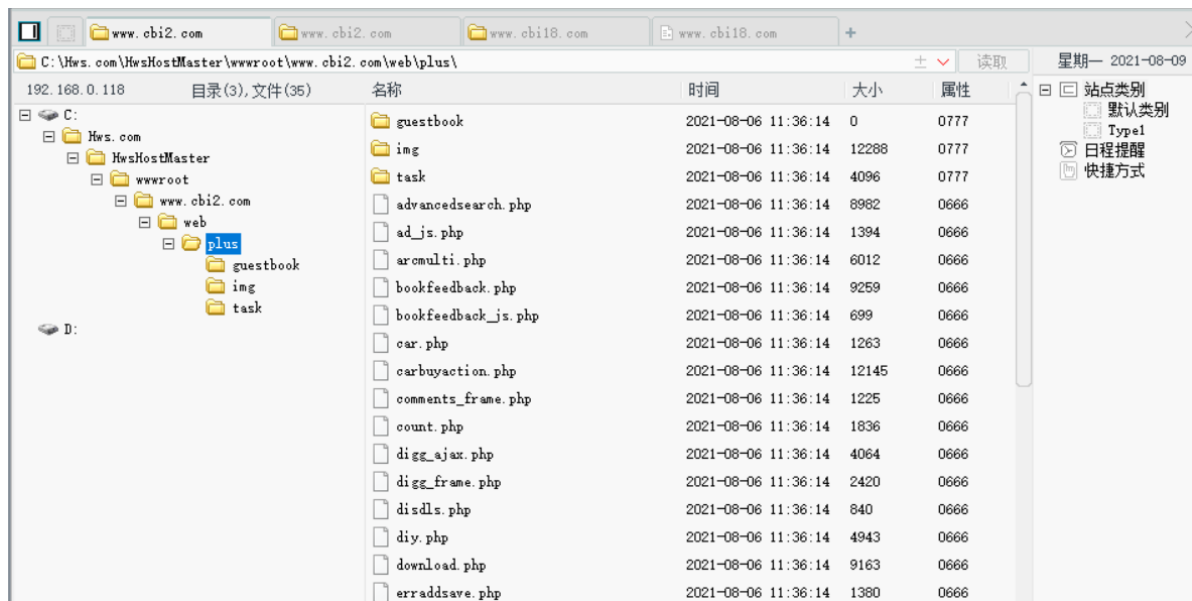 www. cbi2. com www. cbi2. com www. cbi18. com www. cbi18. com +
C:\Hws. com\HwsHostMaster\wwwroot\www. cbi2. com\web\plus\ 读取 星期一 2021-08-09
192. 168. 0. 118 目录(3), 文件(35) 名称 时间 大小 属性 站点类别
C: guestbook 2021-08-06 11:36:14 0 0777 默认类别
Hws. com img 2021-08-06 11:36:14 12288 0777 Type1
HwsHostMaster task 2021-08-06 11:36:14 4096 0777 日程提醒
wwwroot advancedsearch. php 2021-08-06 11:36:14 8982 0666 快捷方式
www. cbi2. com ad_js. php 2021-08-06 11:36:14 1394 0666
web arcmulti. php 2021-08-06 11:36:14 6012 0666
plus bookfeedback. php 2021-08-06 11:36:14 9259 0666
guestbook bookfeedback_js. php 2021-08-06 11:36:14 699 0666
img car. php 2021-08-06 11:36:14 1263 0666
task carbuyaction. php 2021-08-06 11:36:14 12145 0666
D: comments_frame. php 2021-08-06 11:36:14 1225 0666
count. php 2021-08-06 11:36:14 1836 0666
digg_ajax. php 2021-08-06 11:36:14 4064 0666
digg_frame. php 2021-08-06 11:36:14 2420 0666
disdls. php 2021-08-06 11:36:14 840 0666
diy. php 2021-08-06 11:36:14 4943 0666
download. php 2021-08-06 11:36:14 9163 0666
erraddsave. php 2021-08-06 11:36:14 1380 0666